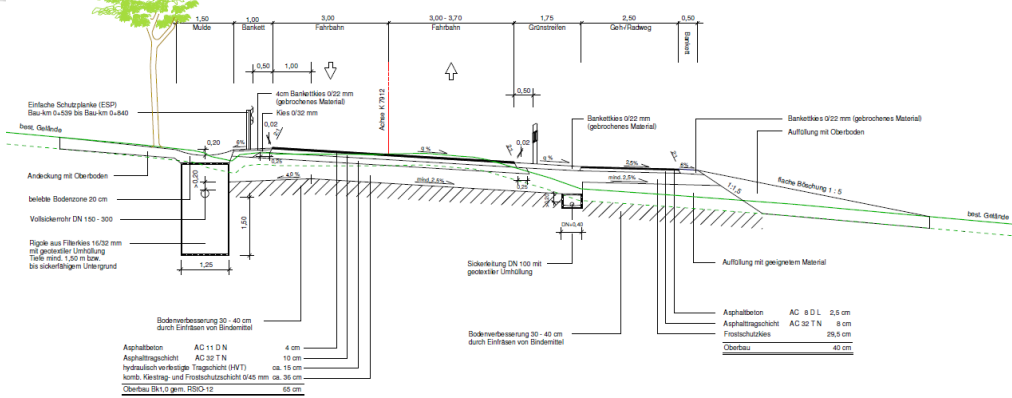 1,50 1,00 3,00 3,00 - 3,70 1,75 2,50 0,50
Mulde Bankett Fahrbahn Fahrbahn Grünstreifen Geh-/Radweg Bankett
0,50 1,00
Achse K 7912
0,50
Einfache Schutzplanke (ESP)
Bau-km 0+539 bis Bau-km 0+840
4cm Bankettkies 0/22 mm
(gebrochenes Material)
Kies 0/32 mm
Bankettkies 0/22 mm
(gebrochenes Material)
Bankettkies 0/22 mm (gebrochenes Material)
Auffüllung mit Oberboden
best. Gelände
0,20
6%
0,02
q %
0,02
q %
2,5%
6%
Andeckung mit Oberboden
>0,20
4,0 %
mind. 2,5%
0,25
mind. 2,5%
1:1,5
flache Böschung 1 : 5
best. Gelände
belebte Bodenzone 20 cm
Vollsickerrohr DN 150 - 300
1,50
DN+0,40
Rigole aus Filterkies 16/32 mm
mit geotextiler Umhüllung
Tiefe mind. 1,50 m bzw.
bis sickerfähigem Untergrund
1,25
Sickerleitung DN 100 mit
geotextiler Umhüllung
Auffüllung mit geeignetem Material
Bodenverbesserung 30 - 40 cm
durch Einfräsen von Bindemittel
Bodenverbesserung 30 - 40 cm
durch Einfräsen von Bindemittel
Asphaltbeton AC 8 D L 2,5 cm
Asphalttragschicht AC 32 T N 8 cm
Frostschutzkies 29,5 cm
Oberbau 40 cm
Asphaltbeton AC 11 D N 4 cm
Asphalttragschicht AC 32 T N 10 cm
hydraulisch verfestigte Tragschicht (HVT) ca. 15 cm
komb. Kiestrag- und Frostschutzschicht 0/45 mm ca. 36 cm
Oberbau Bk1,0 gem. RStO-12 65 cm